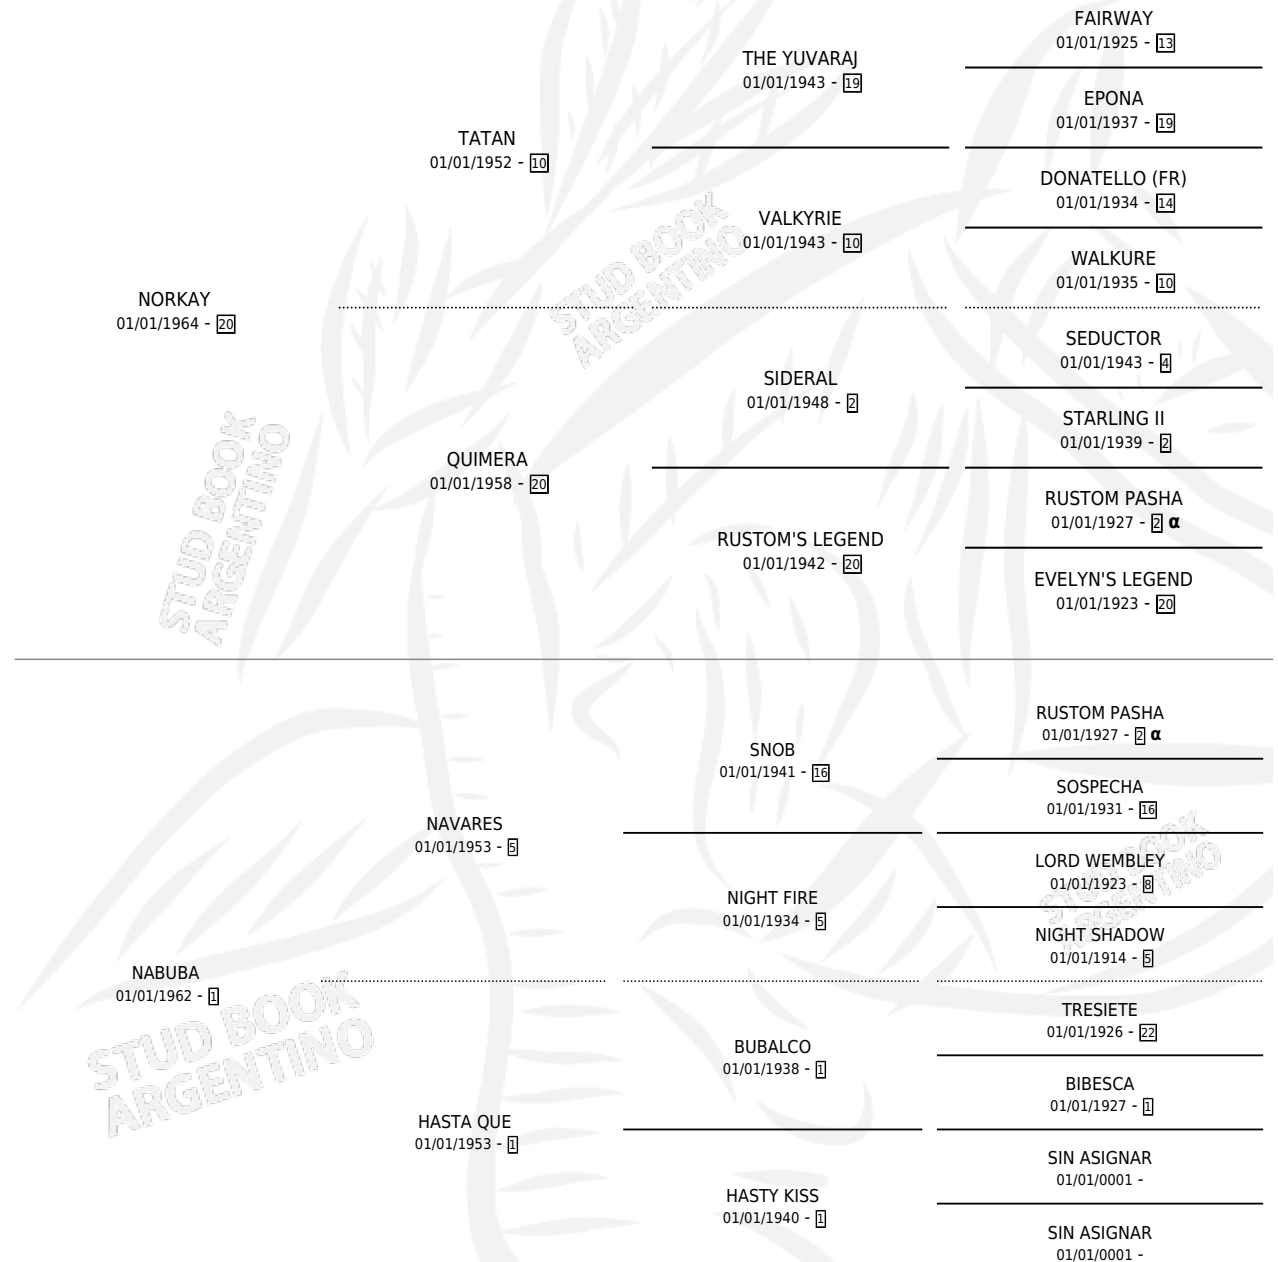 FAIRWAY
01/01/1925 - 13
THE YUVARAJ
01/01/1943 - 19
EPONA
01/01/1937 - 19
TATAN
01/01/1952 - 10
DONATELLO (FR)
01/01/1934 - 14
VALKYRIE
01/01/1943 - 10
WALKURE
01/01/1935 - 10
STUD BOOK
ARGENTINO
NORKAY
01/01/1964 - 20
SEDUCTOR
01/01/1943 - 4
SIDERAL
01/01/1948 - 2
STARLING II
01/01/1939 - 2
QUIMERA
01/01/1958 - 20
RUSTOM PASHA
01/01/1927 - 2 α
RUSTOM'S LEGEND
01/01/1942 - 20
EVELYN'S LEGEND
01/01/1923 - 20
STUD BOOK
ARGENTINO
RUSTOM PASHA
01/01/1927 - 2 α
SNOB
01/01/1941 - 16
SOSPECHA
01/01/1931 - 16
NAVARES
01/01/1953 - 5
LORD WEMBLEY
01/01/1923 - 8
NIGHT FIRE
01/01/1934 - 5
NIGHT SHADOW
01/01/1914 - 5
STUD BOOK
ARGENTINO
NABUBA
01/01/1962 - 1
TRESIETE
01/01/1926 - 22
BUBALCO
01/01/1938 - 1
BIBESCA
01/01/1927 - 1
STUD BOOK
ARGENTINO
HASTA QUE
01/01/1953 - 1
SIN ASIGNAR
01/01/0001 -
HASTY KISS
01/01/1940 - 1
SIN ASIGNAR
01/01/0001 -